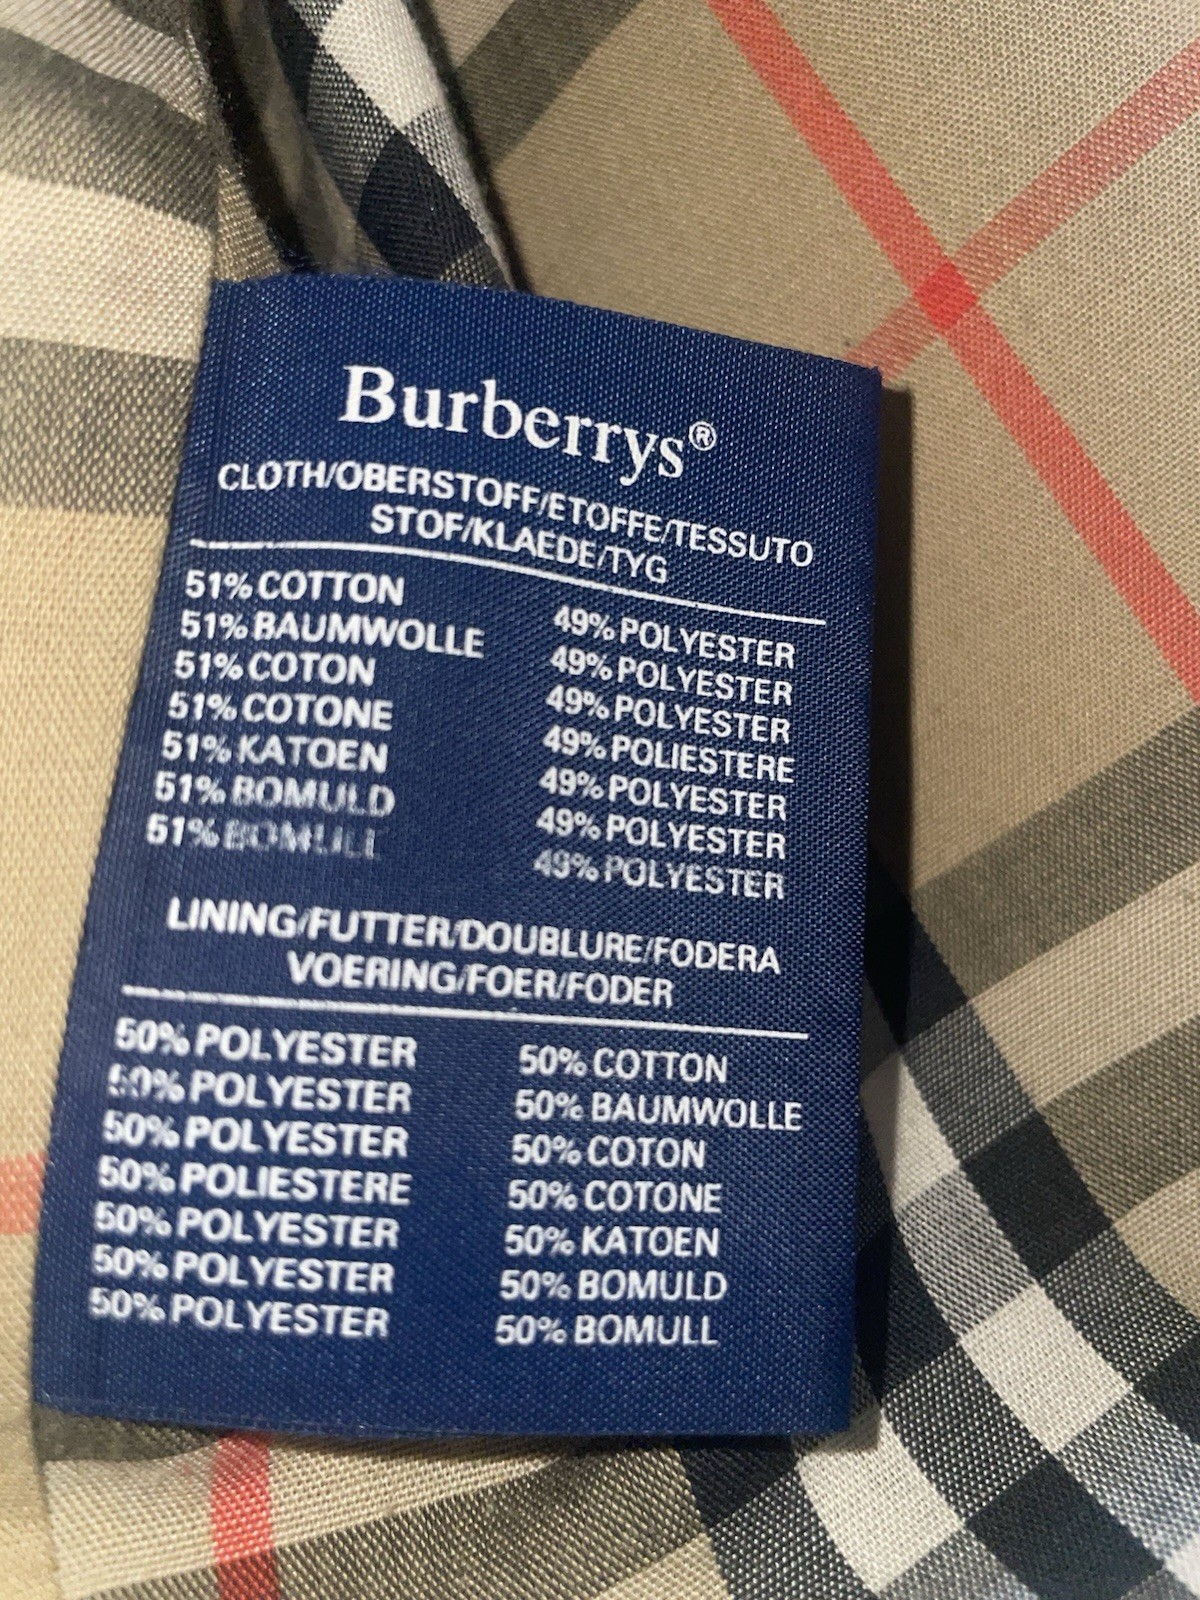 Burberrys®
CLOTH/OBERSTOFF/ETOFFE/TESSUTO
STOF/KLAEDE/TYG
51% COTTON 49% POLYESTER
51% BAUMWOLLE 49% POLYESTER
51% COTON 49% POLYESTER
51% COTONE 49% POLIESTERE
51% KATOEN 49% POLYESTER
51% BOMULD 49% POLYESTER
51% BOMULL 49% POLYESTER
LINING/FUTTER/DOUBLURE/FODERA
VOERING/FOER/FODER
50% POLYESTER 50% COTTON
50% POLYESTER 50% BAUMWOLLE
50% POLYESTER 50% COTON
50% POLIESTERE 50% COTONE
50% POLYESTER 50% KATOEN
50% POLYESTER 50% BOMULD
50% POLYESTER 50% BOMULL